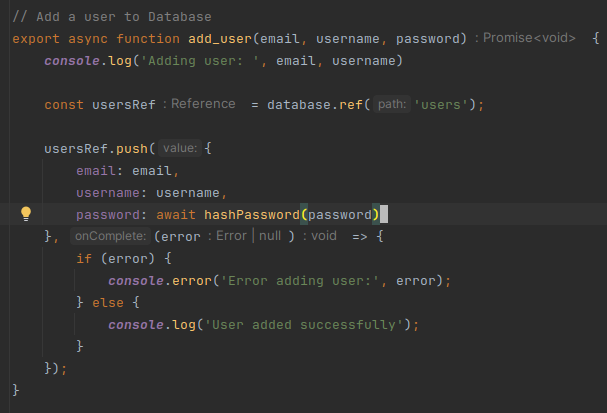 // Add a user to Database
export async function add_user(email, username, password) : Promise<void> {
    console.log('Adding user: ', email, username)

    const usersRef : Reference = database.ref( path: 'users');

    usersRef.push( value: {
        email: email,
        username: username,
        password: await hashPassword(password)
    }, onComplete: (error : Error | null ) : void => {
        if (error) {
            console.error('Error adding user:', error);
        } else {
            console.log('User added successfully');
        }
    });
}